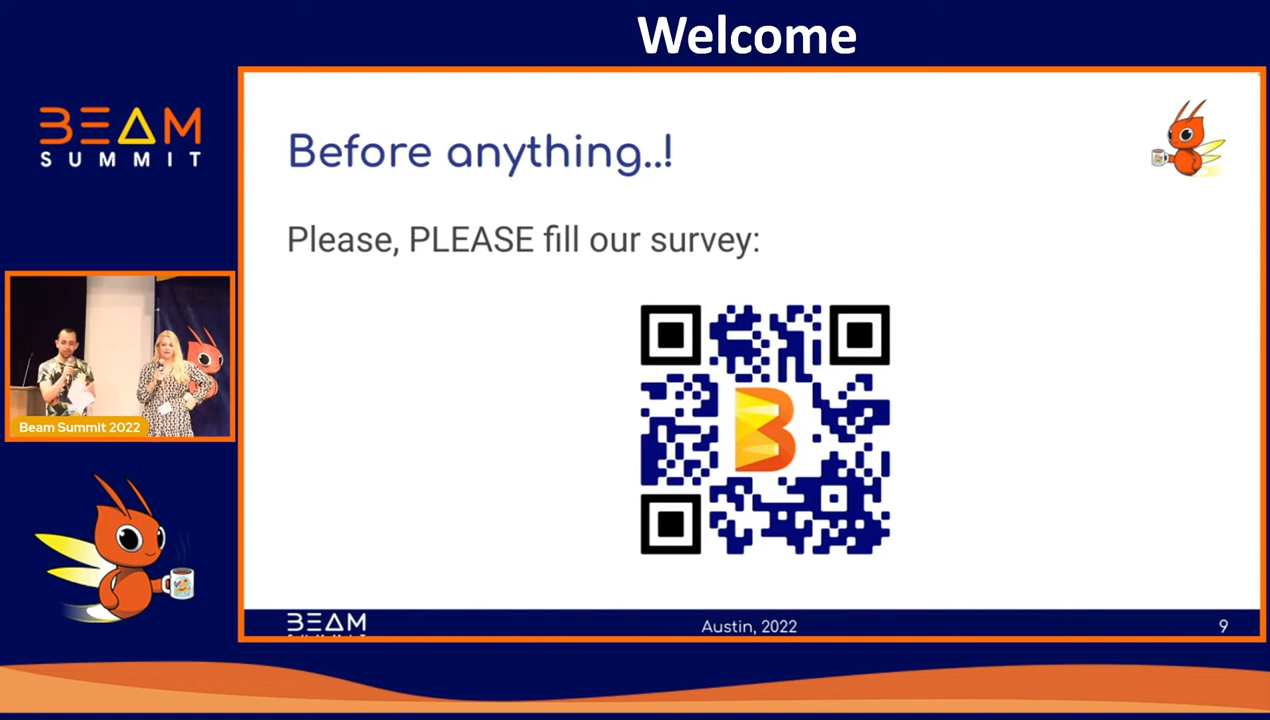 Welcome
BEAM
SUMMIT
Before anything..!
Please, PLEASE fill our survey:
Beam Summit 2022
BEAM
Austin, 2022
9